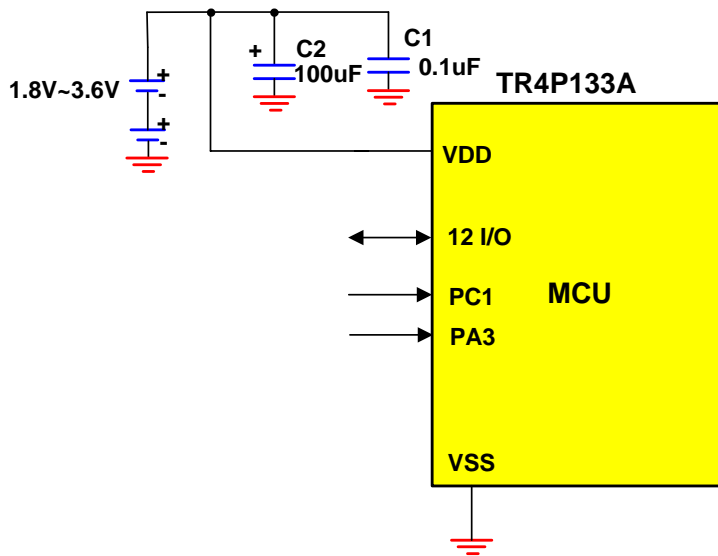 C1
C2
0.1uF
100uF
1.8V~3.6V
+
+
-
+
-
TR4P133A
VDD
12 I/O
PC1
MCU
PA3
VSS